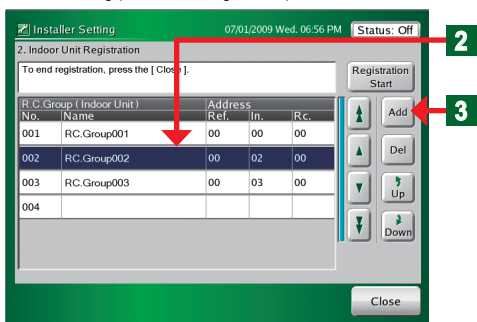 Installer Setting 07/01/2009 Wed. 06:56 PM Status: Off
2. Indoor Unit Registration
To end registration, press the [ Close ].
Registration
Start
R.C.Group ( Indoor Unit ) Address
No. Name Ref. In. Rc.
001 RC.Group001 00 00 00
002 RC.Group002 00 02 00
003 RC.Group003 00 03 00
004
Add
Del
Up
Down
Close
2
3